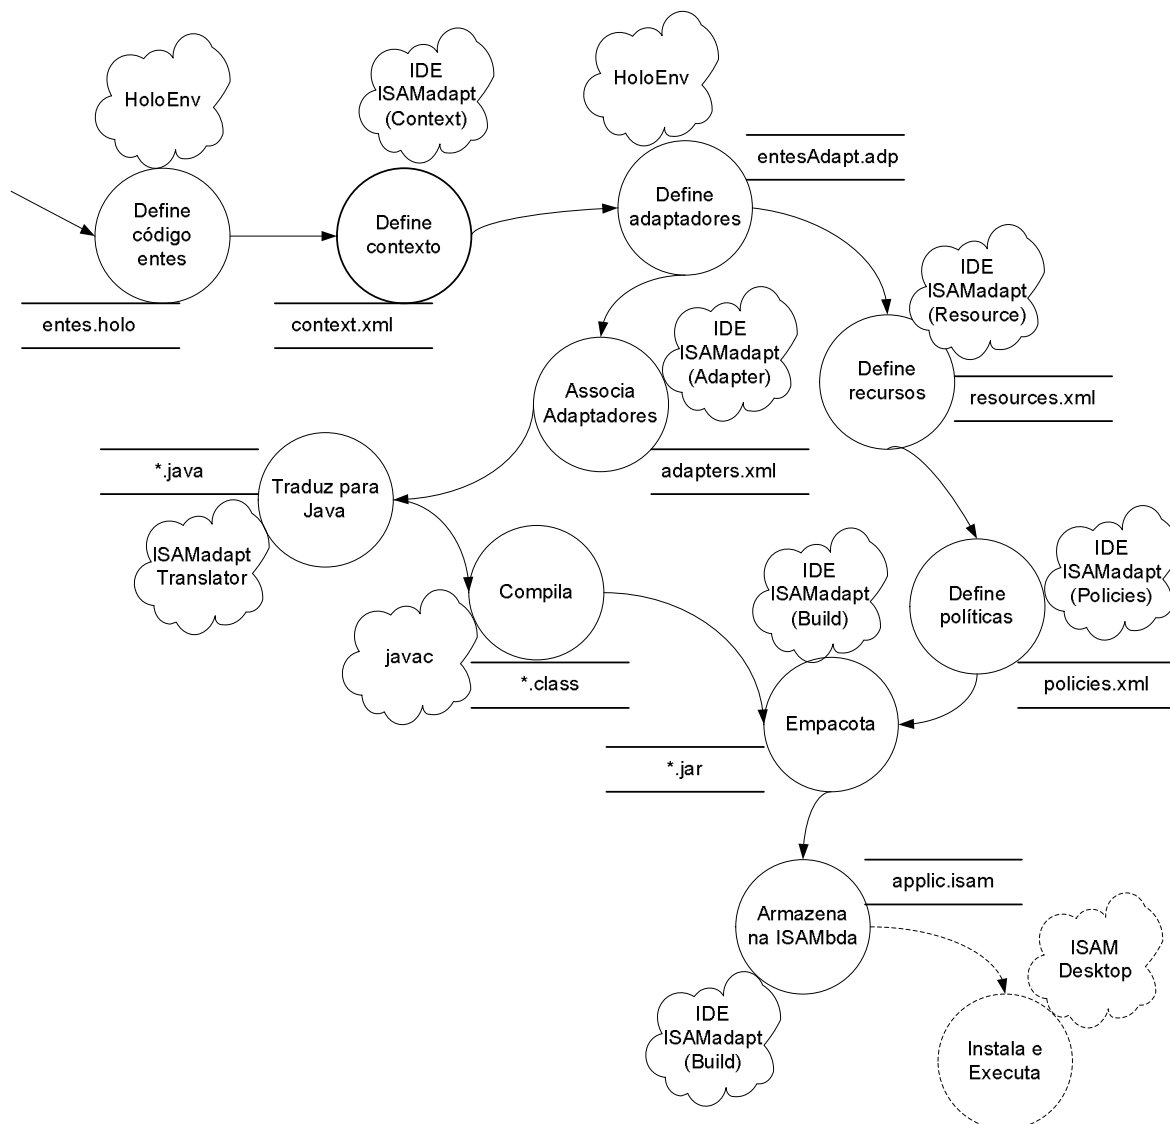 HoloEnv
IDE
ISAMadapt
(Context)
HoloEnv
entesAdapt.adp
Define
código
entes
Define
contexto
Define
adaptadores
IDE
ISAMadapt
(Resource)
entes.holo
context.xml
IDE
ISAMadapt
(Adapter)
Define
recursos
resources.xml
Associa
Adaptadores
*.java
adapters.xml
Traduz para
Java
ISAMadapt
Translator
Compila
IDE
ISAMadapt
(Build)
Define
políticas
IDE
ISAMadapt
(Policies)
javac
*.class
policies.xml
Empacota
*.jar
applic.isam
Armazena
na ISAMbda
ISAM
Desktop
IDE
ISAMadapt
(Build)
Instala e
Executa